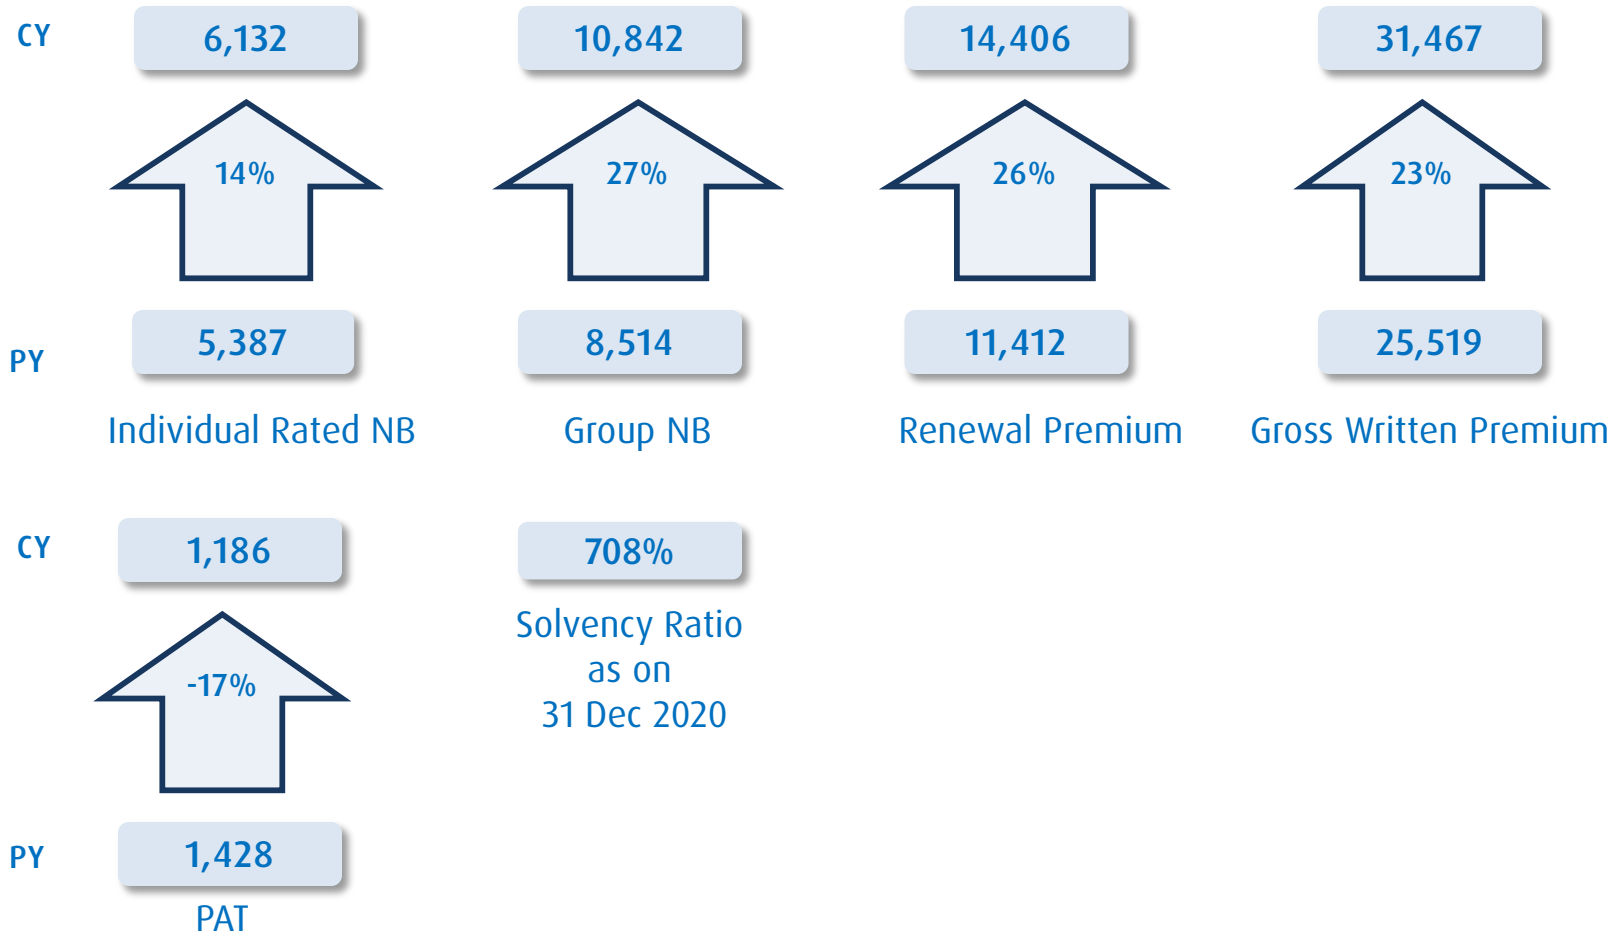 CY 6,132 10,842 14,406 31,467
14% 27% 26% 23%
PY 5,387 8,514 11,412 25,519
Individual Rated NB Group NB Renewal Premium Gross Written Premium
CY 1,186 708%
Solvency Ratio
as on
-17%
31 Dec 2020
PY 1,428
PAT